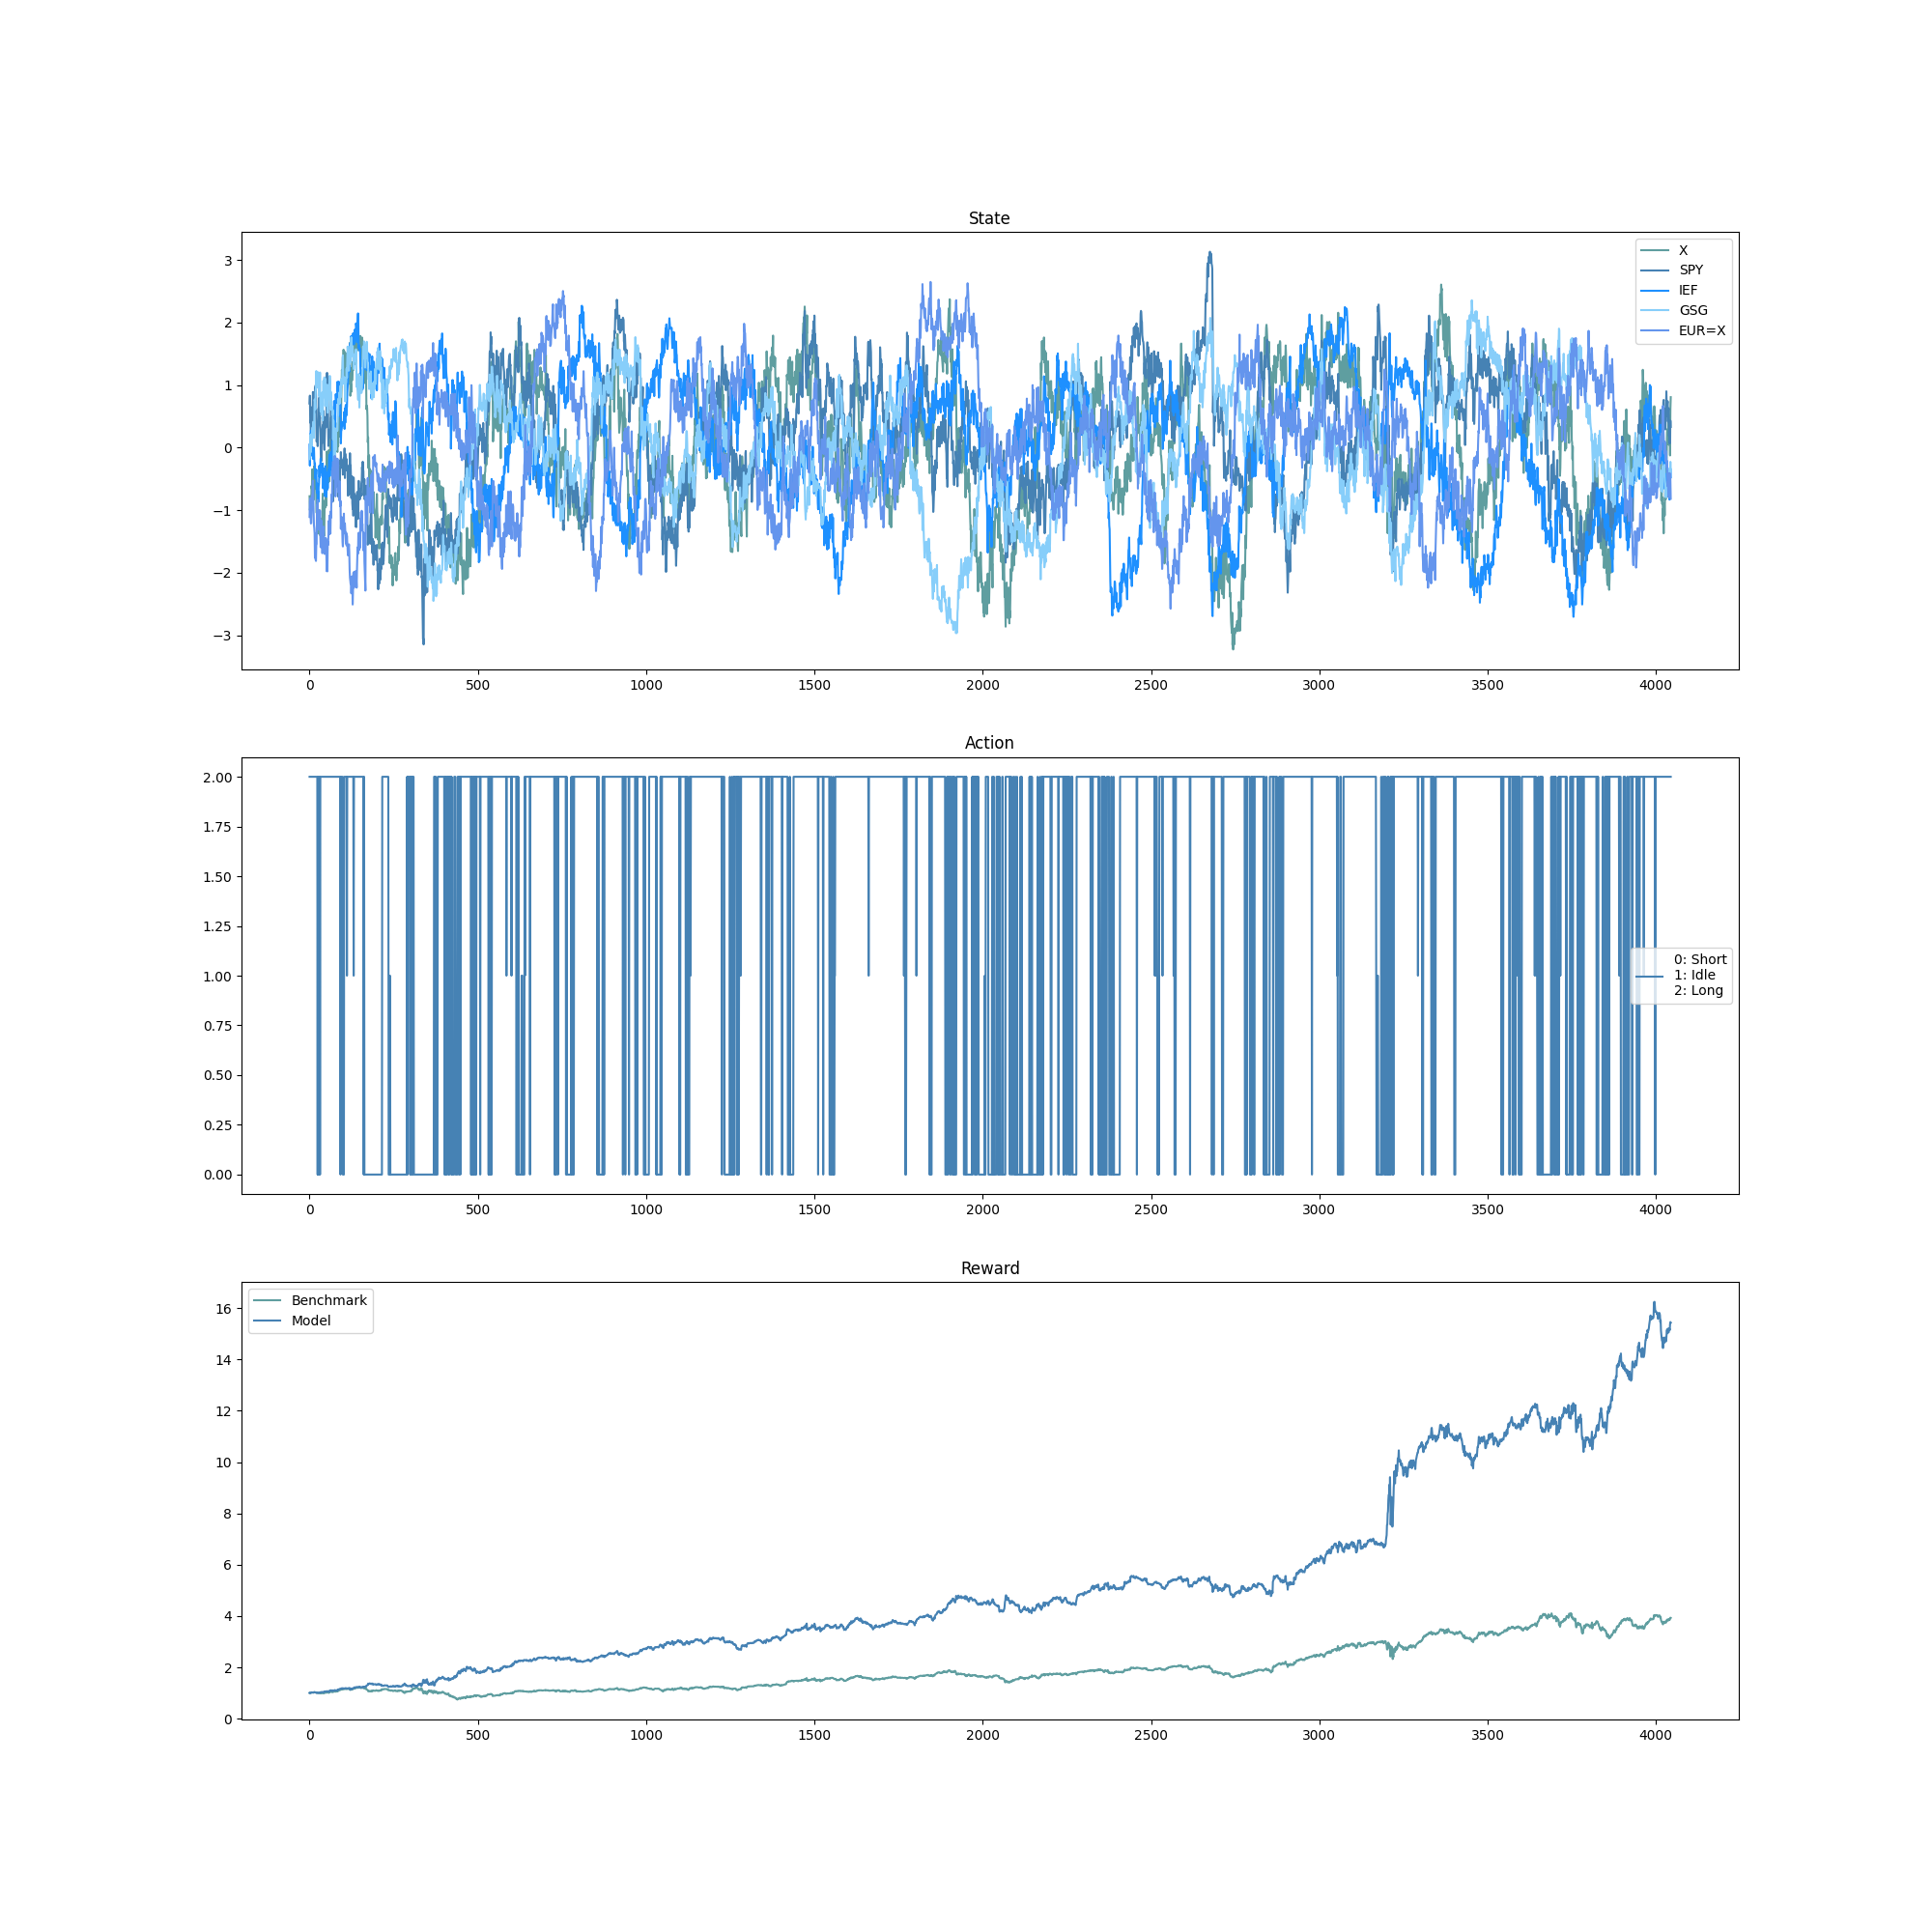 State
3
2
1
0
−1
−2
−3
X
SPY
IEF
GSG
EUR=X
0 500 1000 1500 2000 2500 3000 3500 4000
Action
2.00
1.75
1.50
1.25
1.00
0.75
0.50
0.25
0.00
0: Short
1: Idle
2: Long
0 500 1000 1500 2000 2500 3000 3500 4000
Reward
Benchmark
Model
16
14
12
10
8
6
4
2
0
0 500 1000 1500 2000 2500 3000 3500 4000